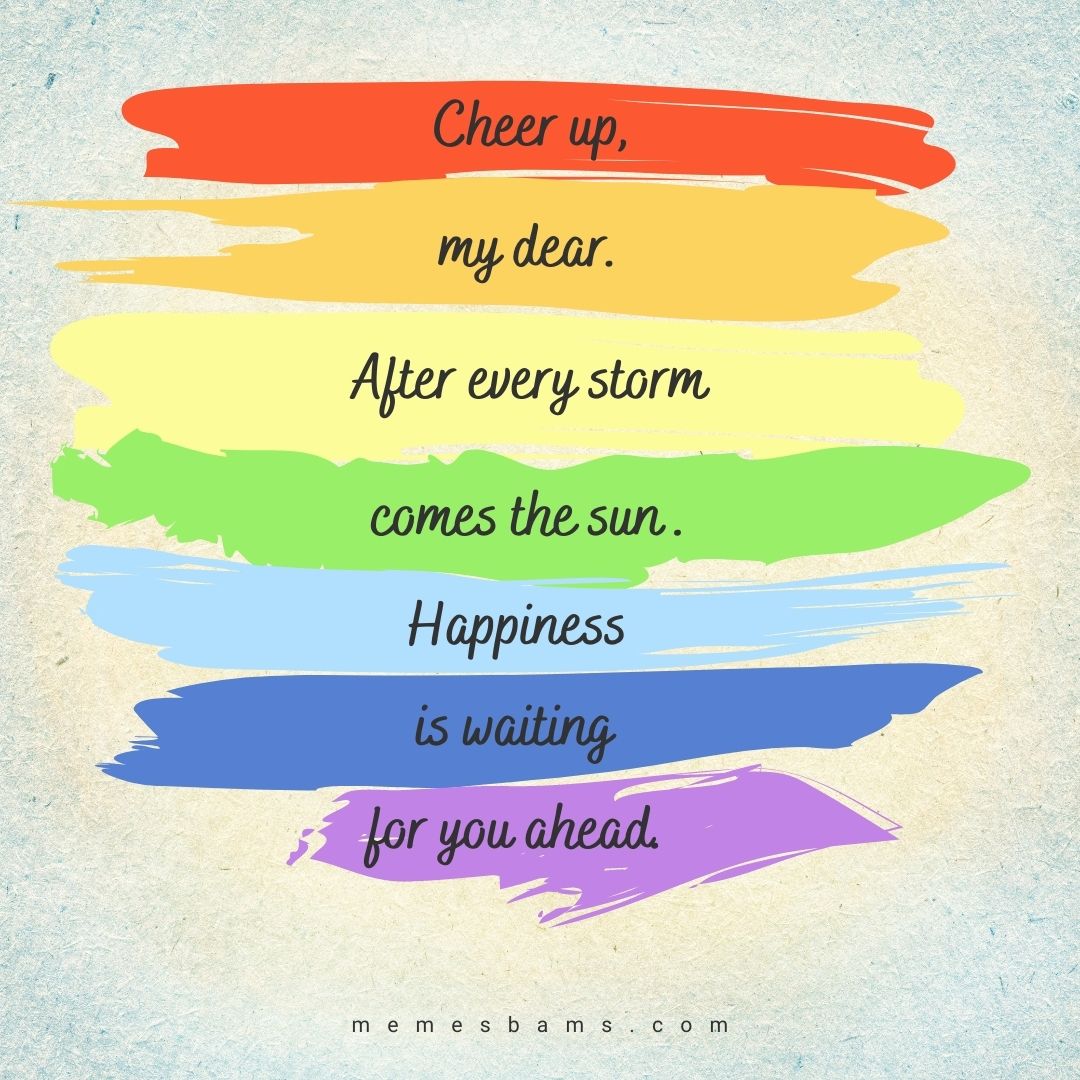 Cheer up,
my dear.
After every storm
comes the sun.
Happiness
is waiting
for you ahead.
memesbams.com